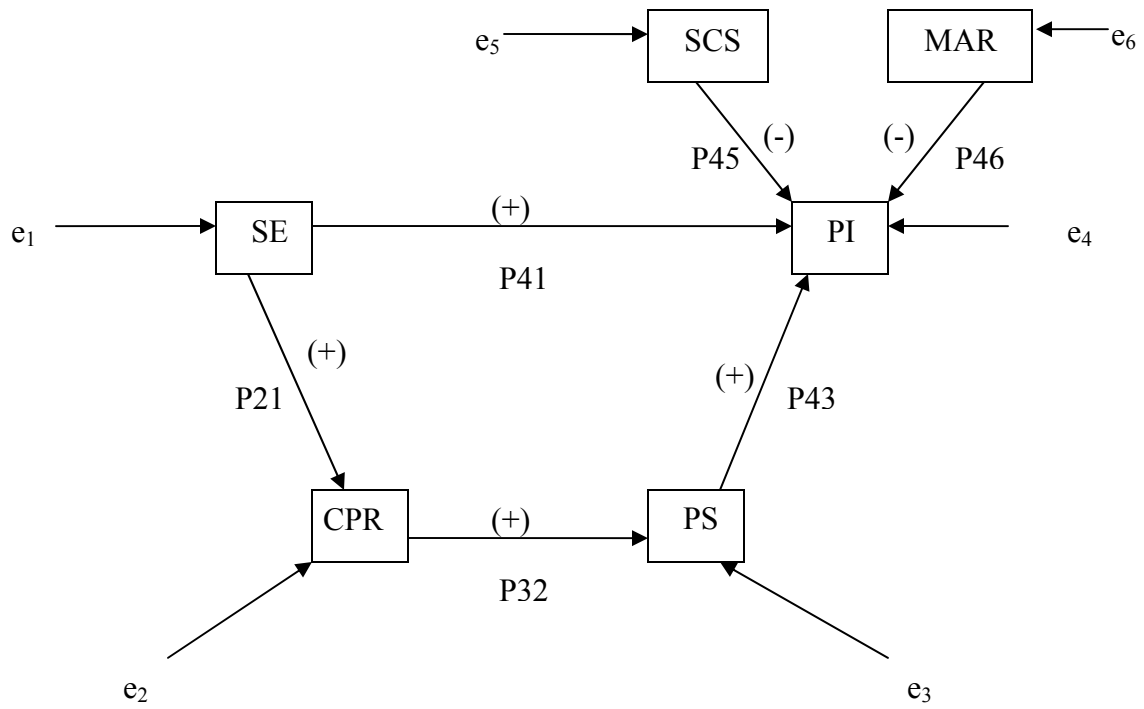 e5 SCS MAR e6
(-) (-)
P45 P46
(+)
e1 SE PI e4
P41
(+)
(+)
P21 P43
CPR (+) PS
P32
e2 e3